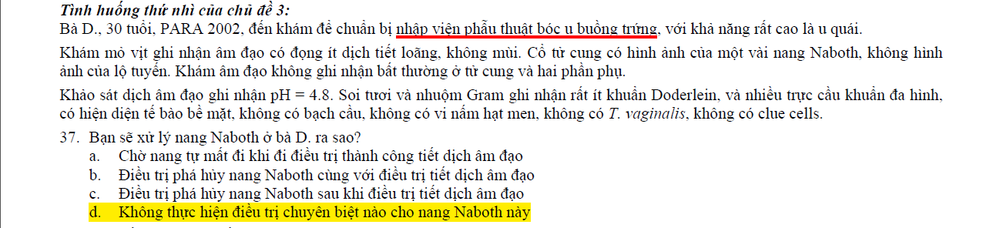 Tình huống thứ nhì của chủ đề 3:
Bà D., 30 tuổi, PARA 2002, đến khám để chuẩn bị nhập viện phẫu thuật bóc u buồng trứng, với khả năng rất cao là u quái.
Khám mỏ vịt ghi nhận âm đạo có đọng ít dịch tiết loãng, không mùi. Cổ tử cung có hình ảnh của một vài nang Naboth, không hình
ảnh của lộ tuyến. Khám âm đạo không ghi nhận bất thường ở tử cung và hai phần phụ.
Khảo sát dịch âm đạo ghi nhận pH = 4.8. Soi tươi và nhuộm Gram ghi nhận rất ít khuẩn Doderlein, và nhiều trực cầu khuẩn đa hình,
có hiện diện tế bào bề mặt, không có bạch cầu, không có vi nấm hạt men, không có T. vaginalis, không có clue cells.
37. Bạn sẽ xử lý nang Naboth ở bà D. ra sao?
a. Chờ nang tự mất đi khi đi điều trị thành công tiết dịch âm đạo
b. Điều trị phá hủy nang Naboth cùng với điều trị tiết dịch âm đạo
c. Điều trị phá hủy nang Naboth sau khi điều trị tiết dịch âm đạo
d. Không thực hiện điều trị chuyên biệt nào cho nang Naboth này